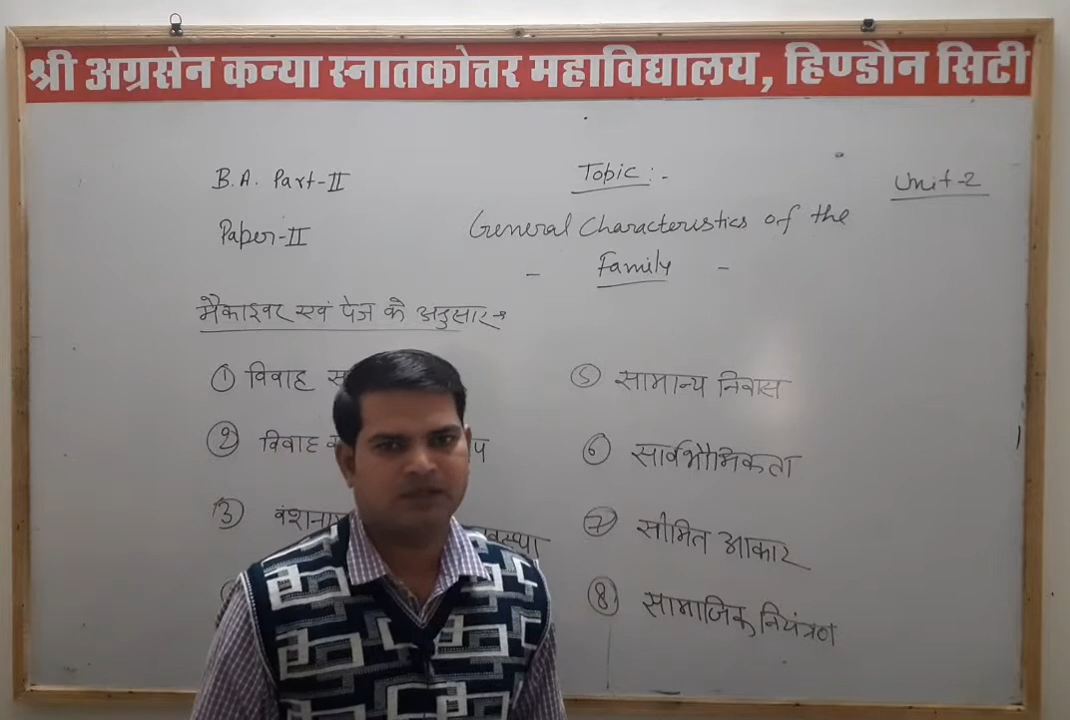 श्री अग्रसेन कन्या स्नातकोत्तर महाविद्यालय, हिण्डौन सिटी
B.A. Part-II
Topic :-
Unit-2
Paper-II
General Characteristics of the
- Family -
मैकाइवर एवं पेज के अनुसार→
① विवाह
② विवाह
③
⑤ सामान्य निवास
⑥ सार्वभौमिकता
⑦ सीमित आकार
⑧ सामाजिक नियंत्रण